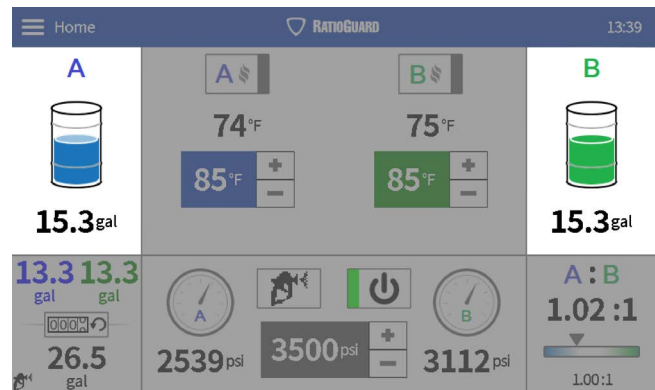 Home
RATIOGUARD
13:39
A
A
B
B
74°F
75°F
85°F
+
−
85°F
+
−
15.3gal
15.3gal
13.3 gal
13.3 gal
26.5 gal
A
2539psi
3500psi
+
−
B
3112psi
A:B
1.02 :1
1.00:1